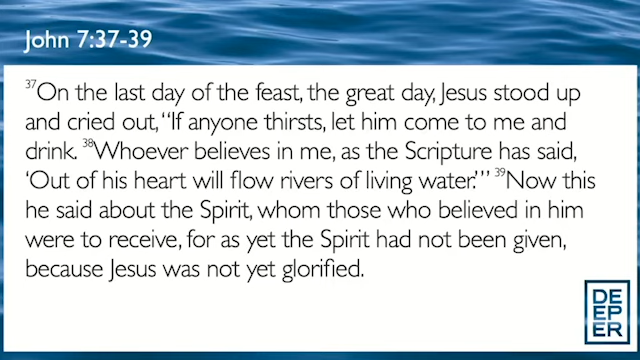 John 7:37-39
37On the last day of the feast, the great day, Jesus stood up
and cried out, “If anyone thirsts, let him come to me and
drink. 38Whoever believes in me, as the Scripture has said,
‘Out of his heart will flow rivers of living water.’” 39Now this
he said about the Spirit, whom those who believed in him
were to receive, for as yet the Spirit had not been given,
because Jesus was not yet glorified.
DE
EP
ER